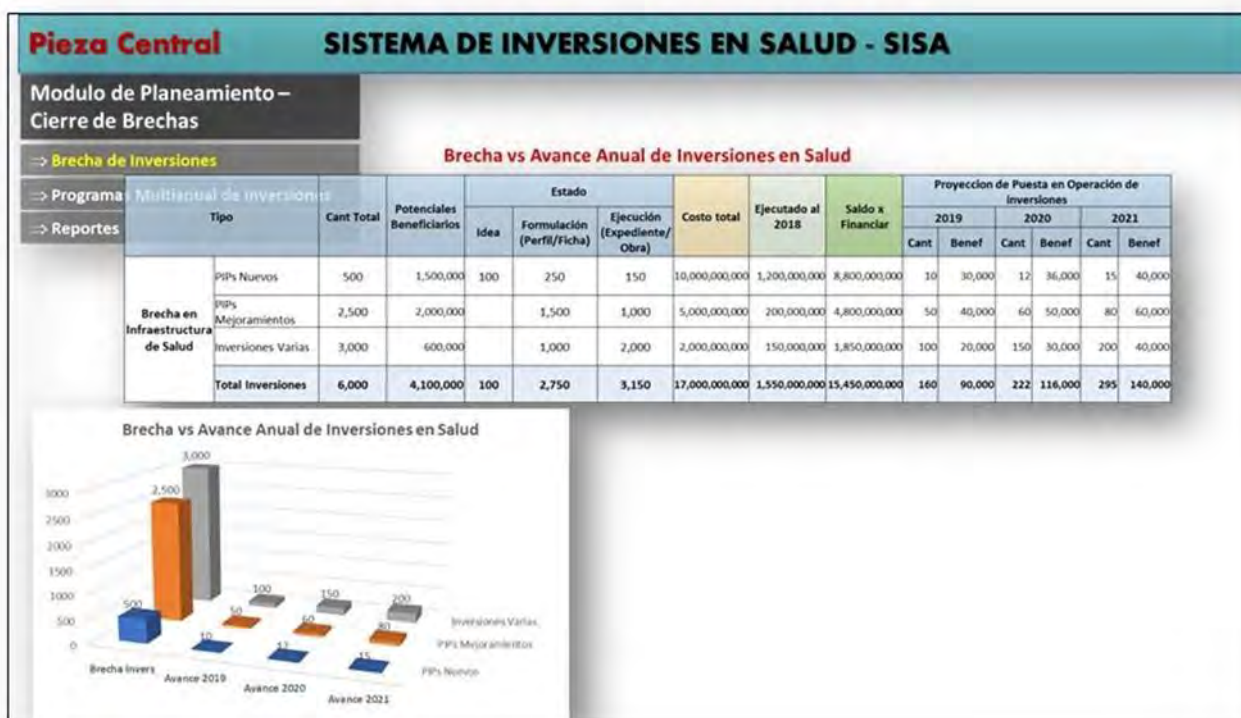 Pieza Central
SISTEMA DE INVERSIONES EN SALUD - SISA
Modulo de Planeamiento –
Cierre de Brechas
⇒ Brecha de Inversiones
⇒ Programas Multianual de Inversiones
⇒ Reportes
Brecha vs Avance Anual de Inversiones en Salud
Tipo Cant Total Potenciales Beneficiarios Estado Costo total Ejecutado al 2018 Saldo x Financiar Proyeccion de Puesta en Operación de Inversiones
Idea Formulación (Perfil/Ficha) Ejecución (Expediente/Obra) 2019 2020 2021
Cant Benef Cant Benef Cant Benef
Brecha en Infraestructura de Salud
PIPs Nuevos 500 1,500,000 100 250 150 10,000,000,000 1,200,000,000 8,800,000,000 10 30,000 12 36,000 15 40,000
PIPs Mejoramientos 2,500 2,000,000 1,500 1,000 5,000,000,000 200,000,000 4,800,000,000 50 40,000 60 50,000 80 60,000
Inversiones Varias 3,000 600,000 1,000 2,000 2,000,000,000 150,000,000 1,850,000,000 100 20,000 150 30,000 200 40,000
Total Inversiones 6,000 4,100,000 100 2,750 3,150 17,000,000,000 1,550,000,000 15,450,000,000 160 90,000 222 116,000 295 140,000
Brecha vs Avance Anual de Inversiones en Salud
3,000
3000
2,500
2500
2000
1500
1000
500
0
500
100 150 200
50 60 80
10 12 15
Inversiones Varias
PIPs Mejoramientos
PIPs Nuevos
Brecha Invers
Avance 2019
Avance 2020
Avance 2021